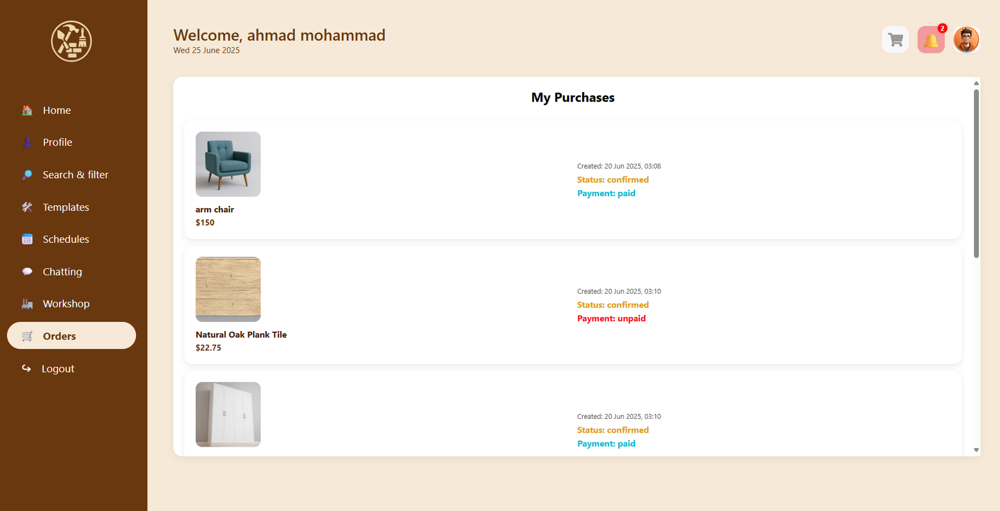 Welcome, ahmad mohammad
Wed 25 June 2025
2
Home
Profile
Search & filter
Templates
Schedules
Chatting
Workshop
Orders
Logout
My Purchases
arm chair
$150
Created: 20 Jun 2025, 03:08
Status: confirmed
Payment: paid
Natural Oak Plank Tile
$22.75
Created: 20 Jun 2025, 03:10
Status: confirmed
Payment: unpaid
Created: 20 Jun 2025, 03:10
Status: confirmed
Payment: paid